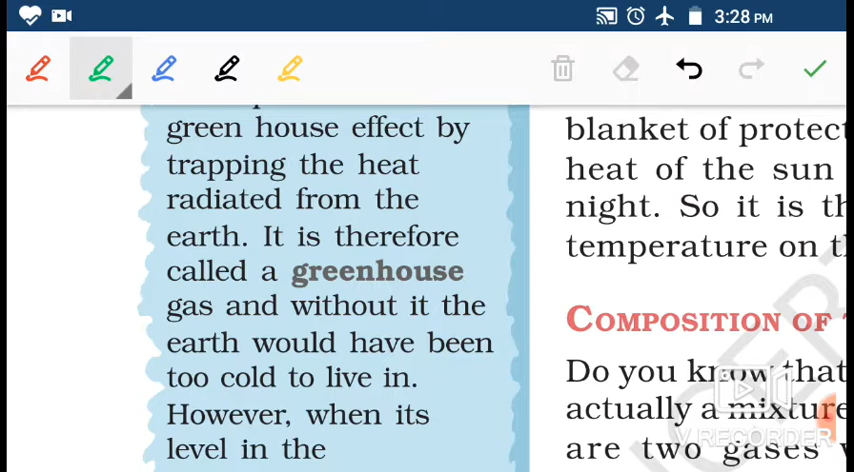 3:28 PM
green house effect by
trapping the heat
radiated from the
earth. It is therefore
called a greenhouse
gas and without it the
earth would have been
too cold to live in.
However, when its
level in the
blanket of protect
heat of the sun
night. So it is th
temperature on t
COMPOSITION OF
Do you know that
actually a mixture
are two gases
V RECORDER